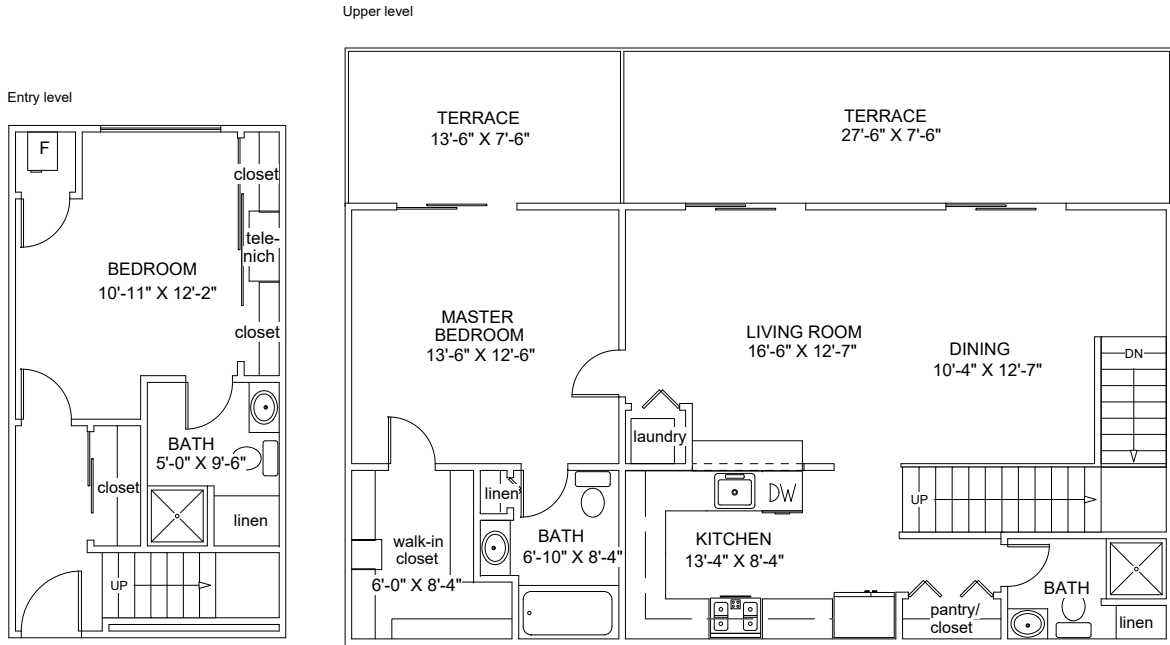 Upper level
Entry level
TERRACE
13'-6" X 7'-6"
TERRACE
27'-6" X 7'-6"
F
closet
tele-
nich
BEDROOM
10'-11" X 12'-2"
closet
MASTER
BEDROOM
13'-6" X 12'-6"
LIVING ROOM
16'-6" X 12'-7"
DINING
10'-4" X 12'-7"
DN
BATH
5'-0" X 9'-6"
closet
linen
UP
laundry
linen
walk-in
closet
6'-0" X 8'-4"
BATH
6'-10" X 8'-4"
DW
KITCHEN
13'-4" X 8'-4"
UP
pantry/
closet
BATH
linen